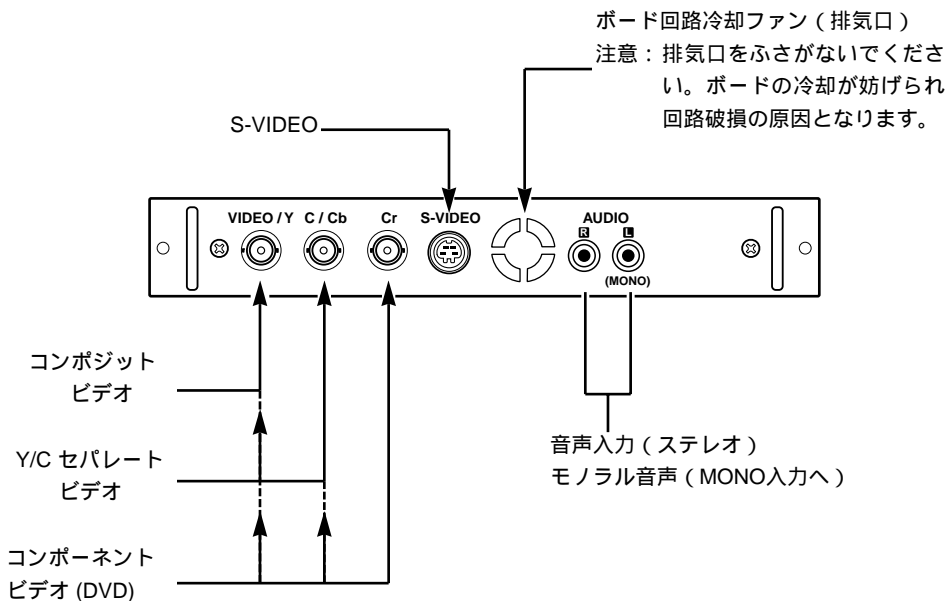 ボード回路冷却ファン（排気口）
注意：排気口をふさがないでくださ
い。ボードの冷却が妨げられ
回路破損の原因となります。
S-VIDEO
VIDEO / Y C / Cb Cr S-VIDEO AUDIO
R L
(MONO)
コンポジット
ビデオ
Y/C セパレート
ビデオ
コンポーネント
ビデオ (DVD)
音声入力（ステレオ）
モノラル音声（MONO入力へ）